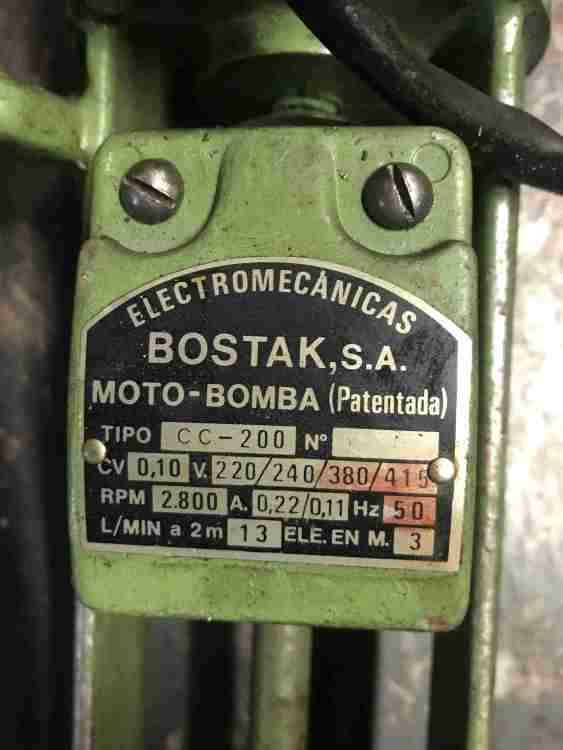 ELECTROMECÁNICAS
BOSTAK, S.A.
MOTO-BOMBA (Patentada)
TIPO CC-200 Nº
CV 0,10 V. 220/240/380/415
RPM 2.800 A. 0,22/0,11 Hz 50
L/MIN a 2m 13 ELE. EN M. 3